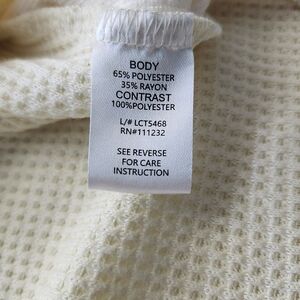 BODY
65% POLYESTER
35% RAYON
CONTRAST
100%POLYESTER
L/# LCT5468
RN#111232
SEE REVERSE
FOR CARE
INSTRUCTION